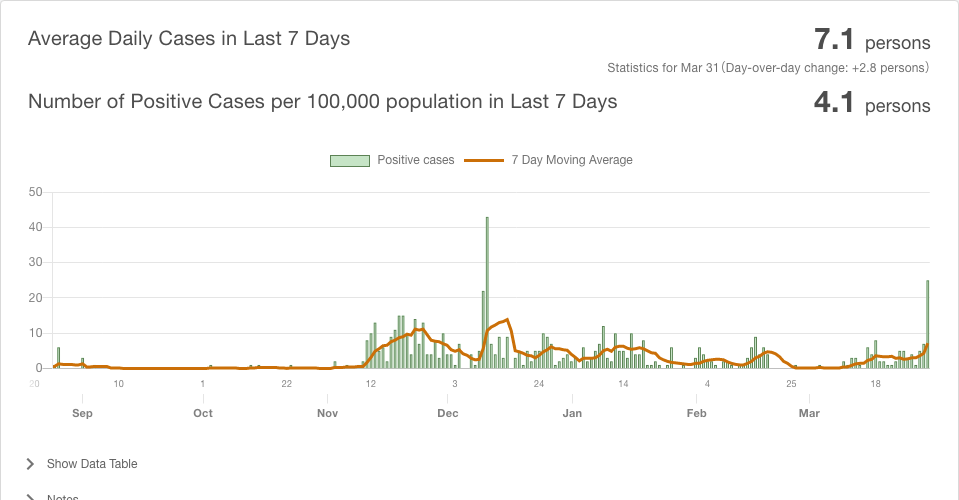 Average Daily Cases in Last 7 Days 7.1 persons
Statistics for Mar 31 (Day-over-day change: +2.8 persons)
Number of Positive Cases per 100,000 population in Last 7 Days 4.1 persons
Positive cases 7 Day Moving Average
50
40
30
20
10
0
20 10 1 22 12 3 24 14 4 25 18
Sep Oct Nov Dec Jan Feb Mar
Show Data Table
Notes